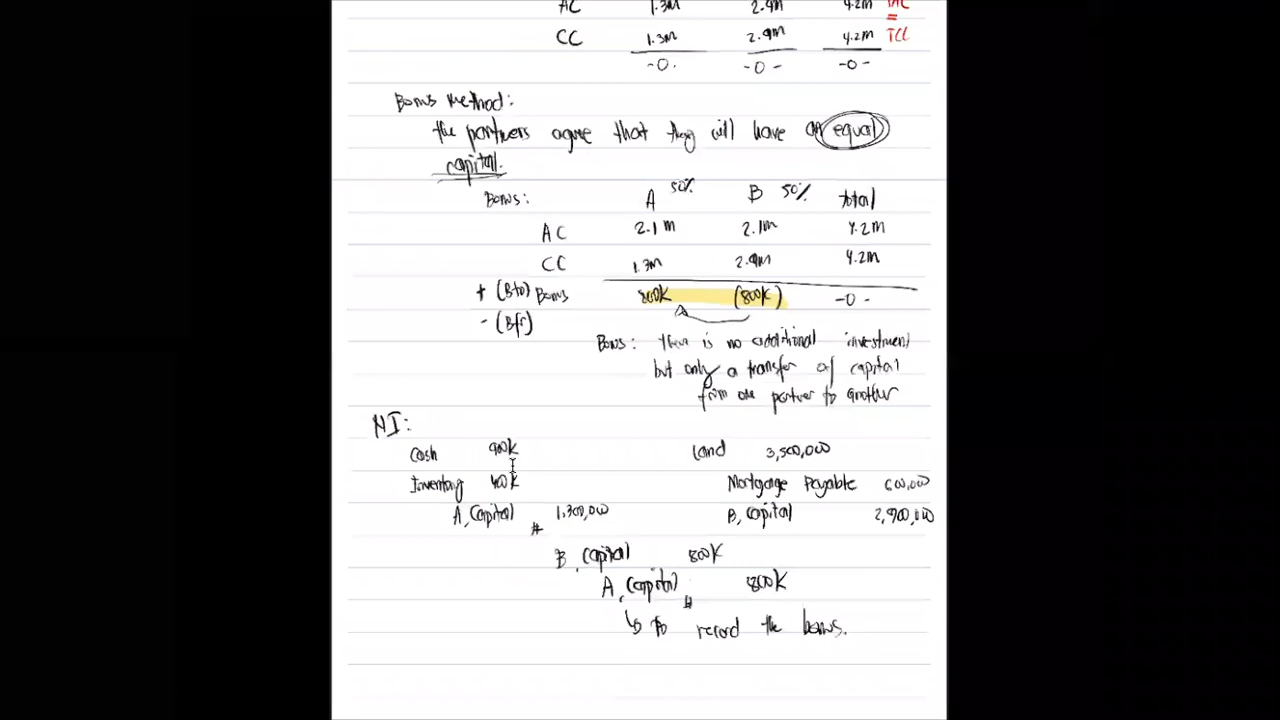 AC 1.3M 2.9M 4.2M TAC
=
CC 1.3M 2.9M 4.2M TCC
-0- -0- -0-
Bonus Method:
the partners agree that they will have an equal
capital.
Bonus: A 50% B 50% total
AC 2.1M 2.1M 4.2M
CC 1.3M 2.9M 4.2M
+ (Bto) Bonus 800K (800K) -0-
- (Bfr)
Bonus: There is no additional investment
but only a transfer of capital
from one partner to another
NI:
Cash 900K Land 3,500,000
Inventory 400K Mortgage Payable 600,000
A, Capital 1,300,000 B, Capital 2,900,000
#
B, Capital 800K
A, Capital 800K
#
↳ to record the bonus.